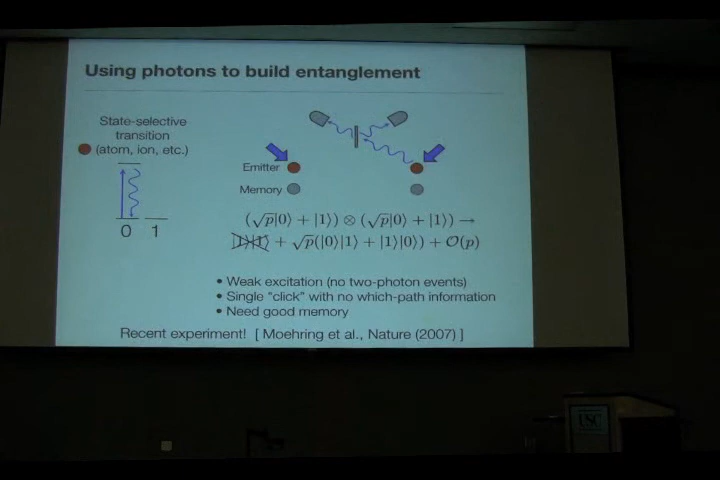 Using photons to build entanglement
State-selective
transition
(atom, ion, etc.)
0 1
Emitter
Memory
(√p|0⟩ + |1⟩) ⊗ (√p|0⟩ + |1⟩) →
|1⟩|1⟩ + √p(|0⟩|1⟩ + |1⟩|0⟩) + O(p)
• Weak excitation (no two-photon events)
• Single "click" with no which-path information
• Need good memory
Recent experiment! [ Moehring et al., Nature (2007) ]
USC